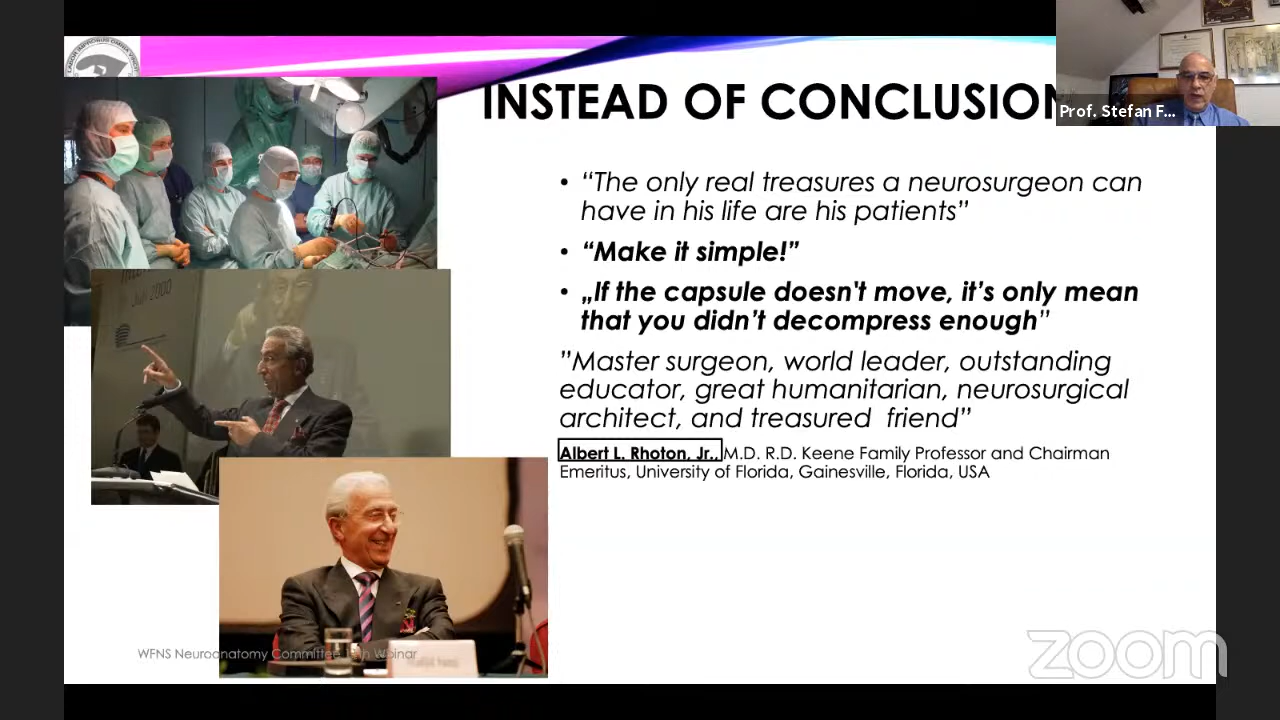 INSTEAD OF CONCLUSION
Prof. Stefan F...
• “The only real treasures a neurosurgeon can
have in his life are his patients”
• “Make it simple!”
• „If the capsule doesn't move, it’s only mean
that you didn’t decompress enough”
”Master surgeon, world leader, outstanding
educator, great humanitarian, neurosurgical
architect, and treasured friend”
Albert L. Rhoton, Jr., M.D. R.D. Keene Family Professor and Chairman
Emeritus, University of Florida, Gainesville, Florida, USA
July 2000
WFNS Neuroanatomy Committee Webinar
zoom